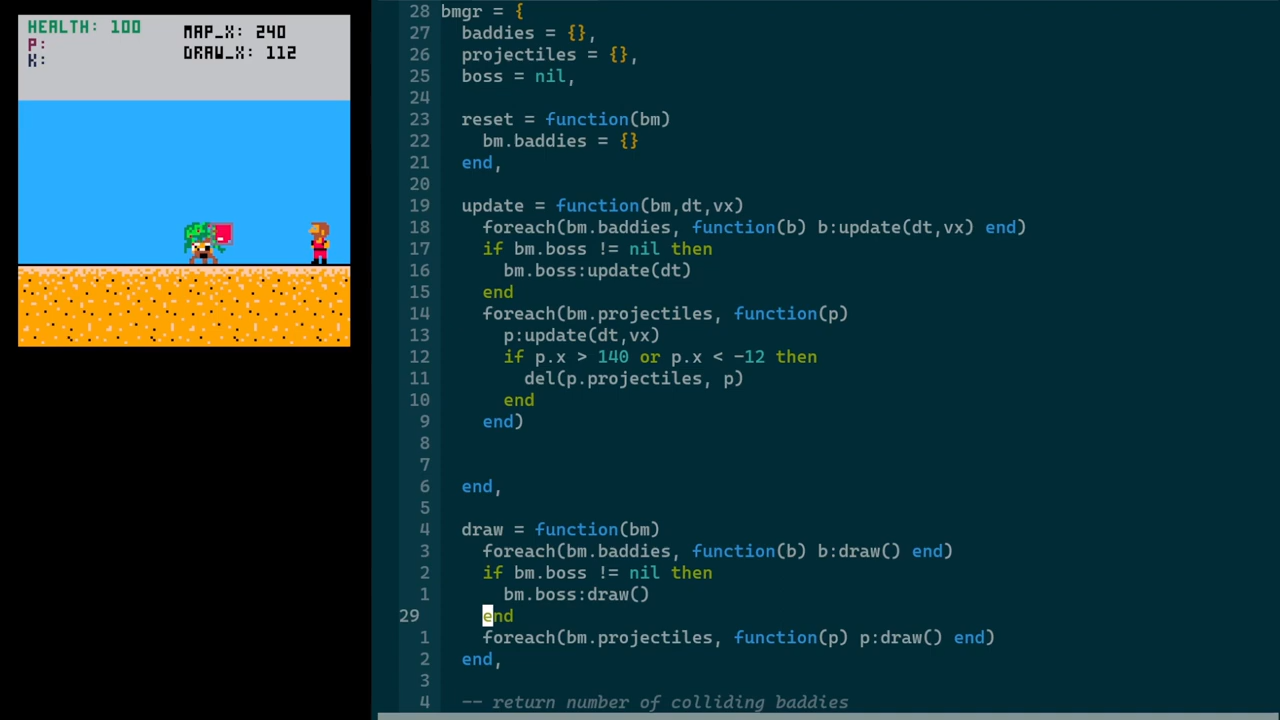 HEALTH: 100
P:
K:
MAP_X: 240
DRAW_X: 112
28 bmgr = {
27 baddies = {},
26 projectiles = {},
25 boss = nil,
24
23 reset = function(bm)
22 bm.baddies = {}
21 end,
20
19 update = function(bm,dt,vx)
18 foreach(bm.baddies, function(b) b:update(dt,vx) end)
17 if bm.boss != nil then
16 bm.boss:update(dt)
15 end
14 foreach(bm.projectiles, function(p)
13 p:update(dt,vx)
12 if p.x > 140 or p.x < -12 then
11 del(p.projectiles, p)
10 end
9 end)
8
7
6 end,
5
4 draw = function(bm)
3 foreach(bm.baddies, function(b) b:draw() end)
2 if bm.boss != nil then
1 bm.boss:draw()
29 end
1 foreach(bm.projectiles, function(p) p:draw() end)
2 end,
3
4 -- return number of colliding baddies